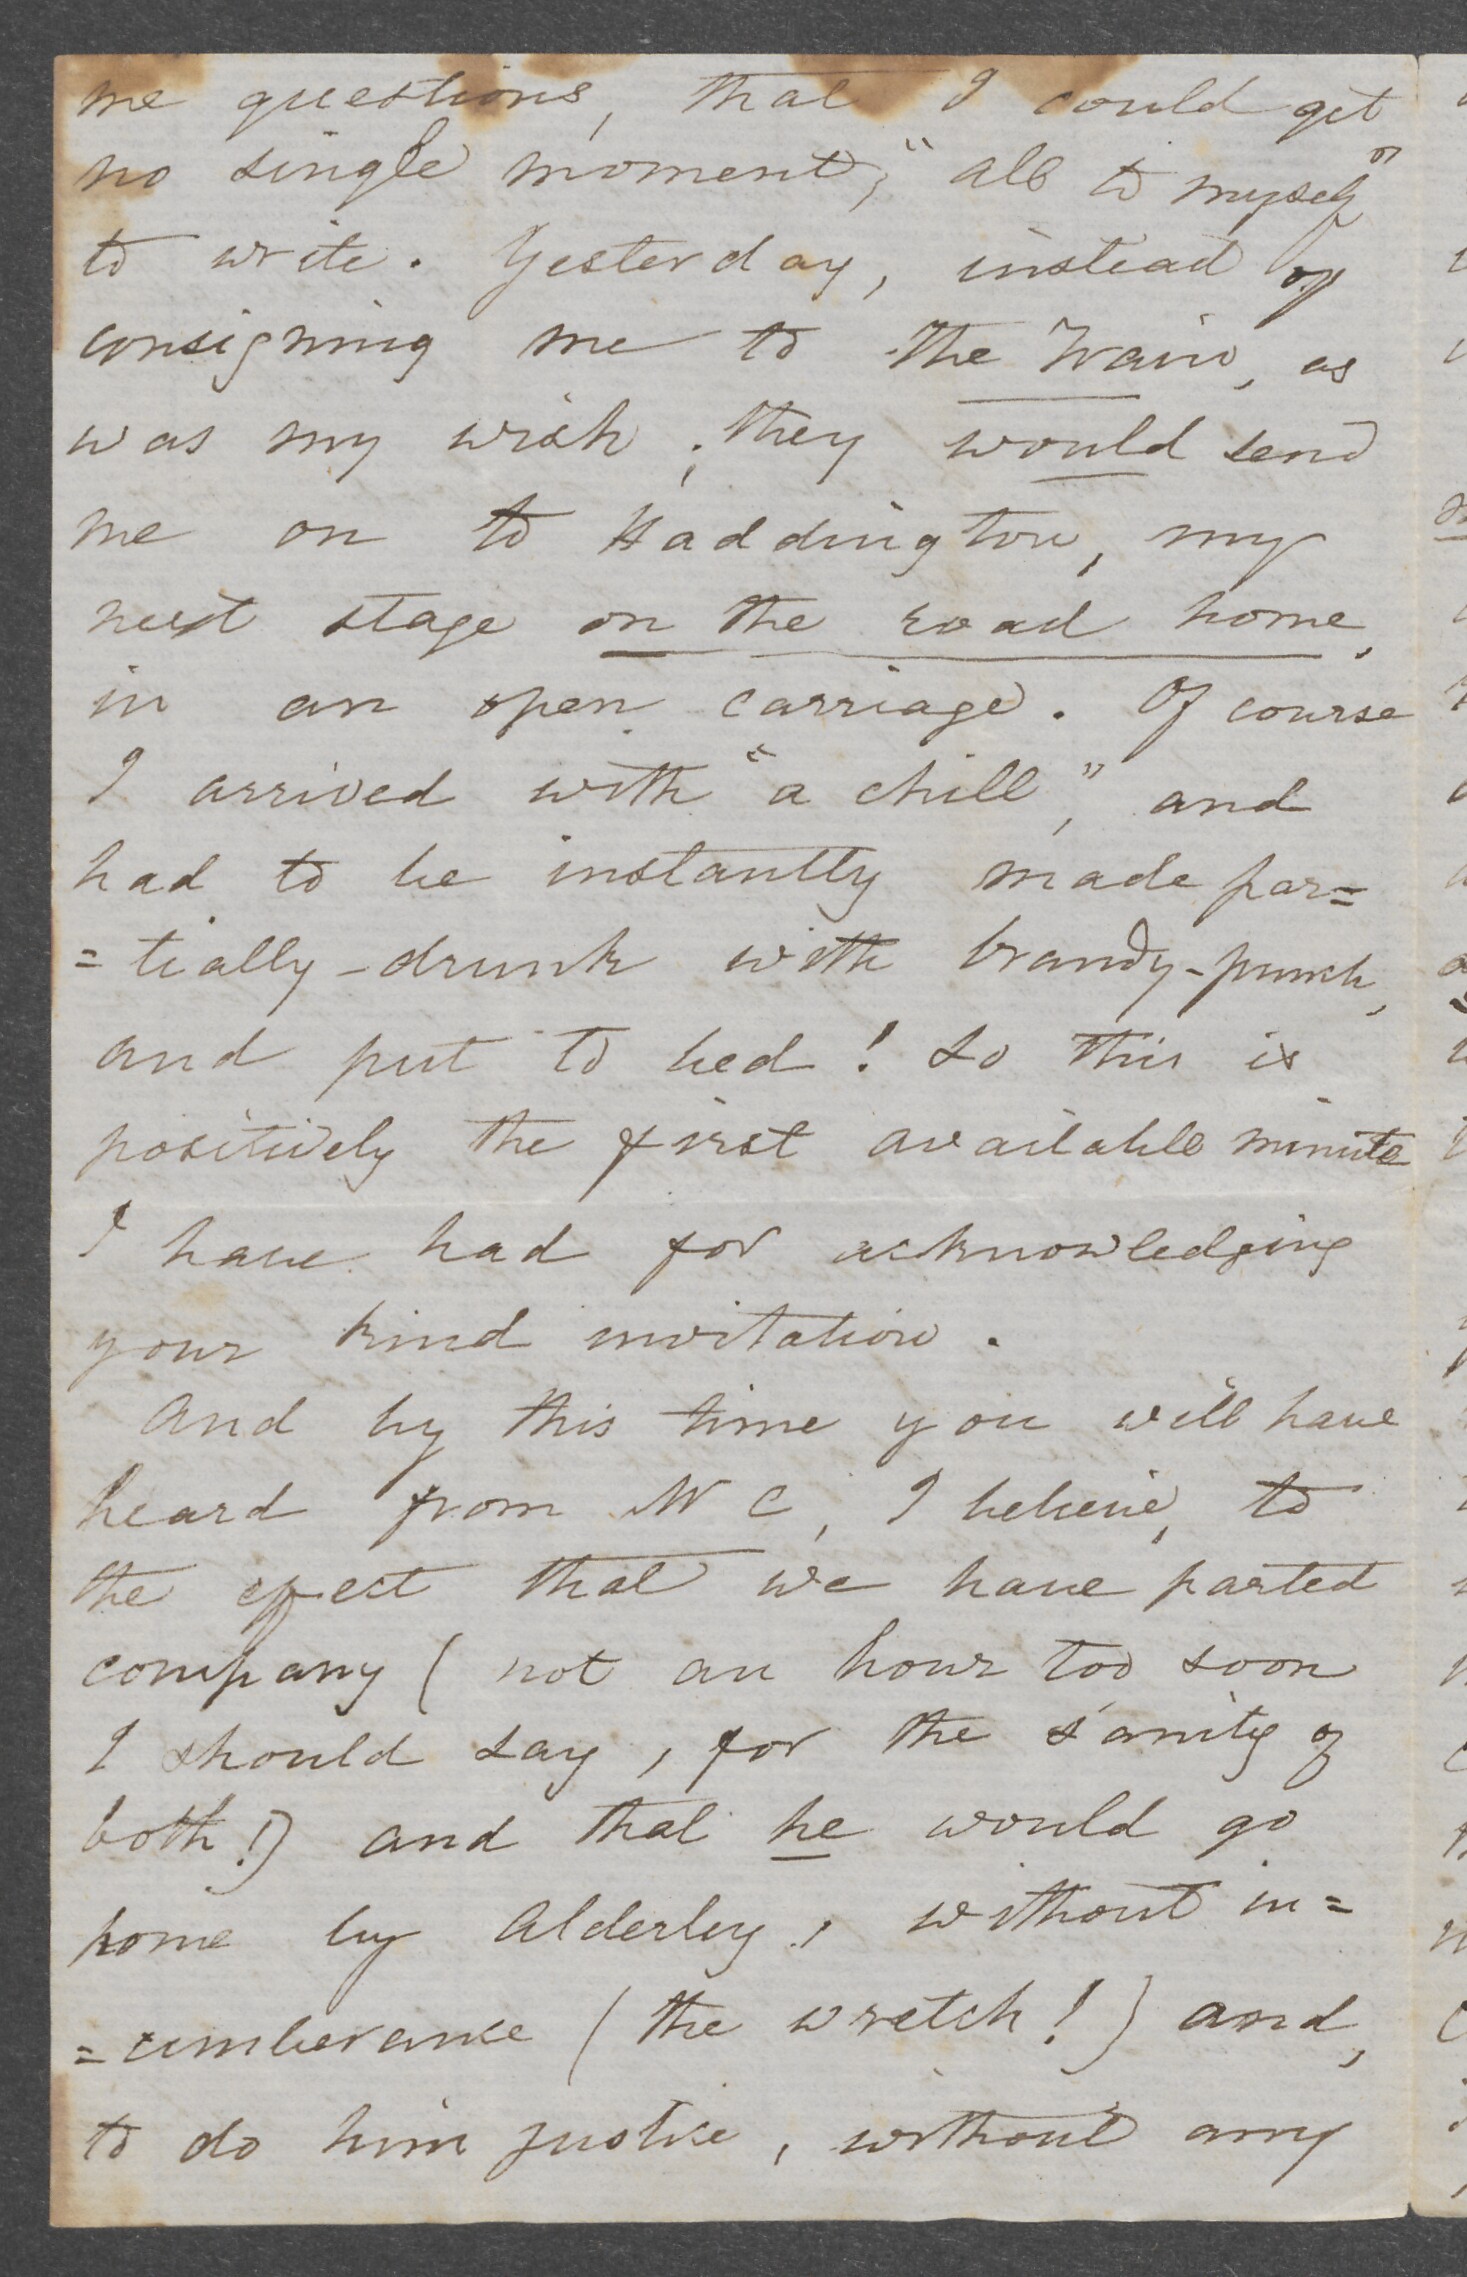 me questions, that I could get
no single moment, "all to myself"
to write. Yesterday, instead of
consigning me to the Train, as
was my wish; they would send
me on to Haddington, my
next stage on the road home,
in an open carriage. Of course
I arrived with "a chill", and
had to be instantly made par=
=tially-drunk with brandy-punch,
and put to bed! So this is
positively the first available minute
I have had for acknowledging
your kind invitation.
And by this time you will have
heard from Mr C, I believe, to
the effect that we have parted
company (not an hour too soon
I should say, for the sanity of
both!) and that he would go
home by Alderley, without in=
=cumberance (the wretch!) and,
to do him justice, without any